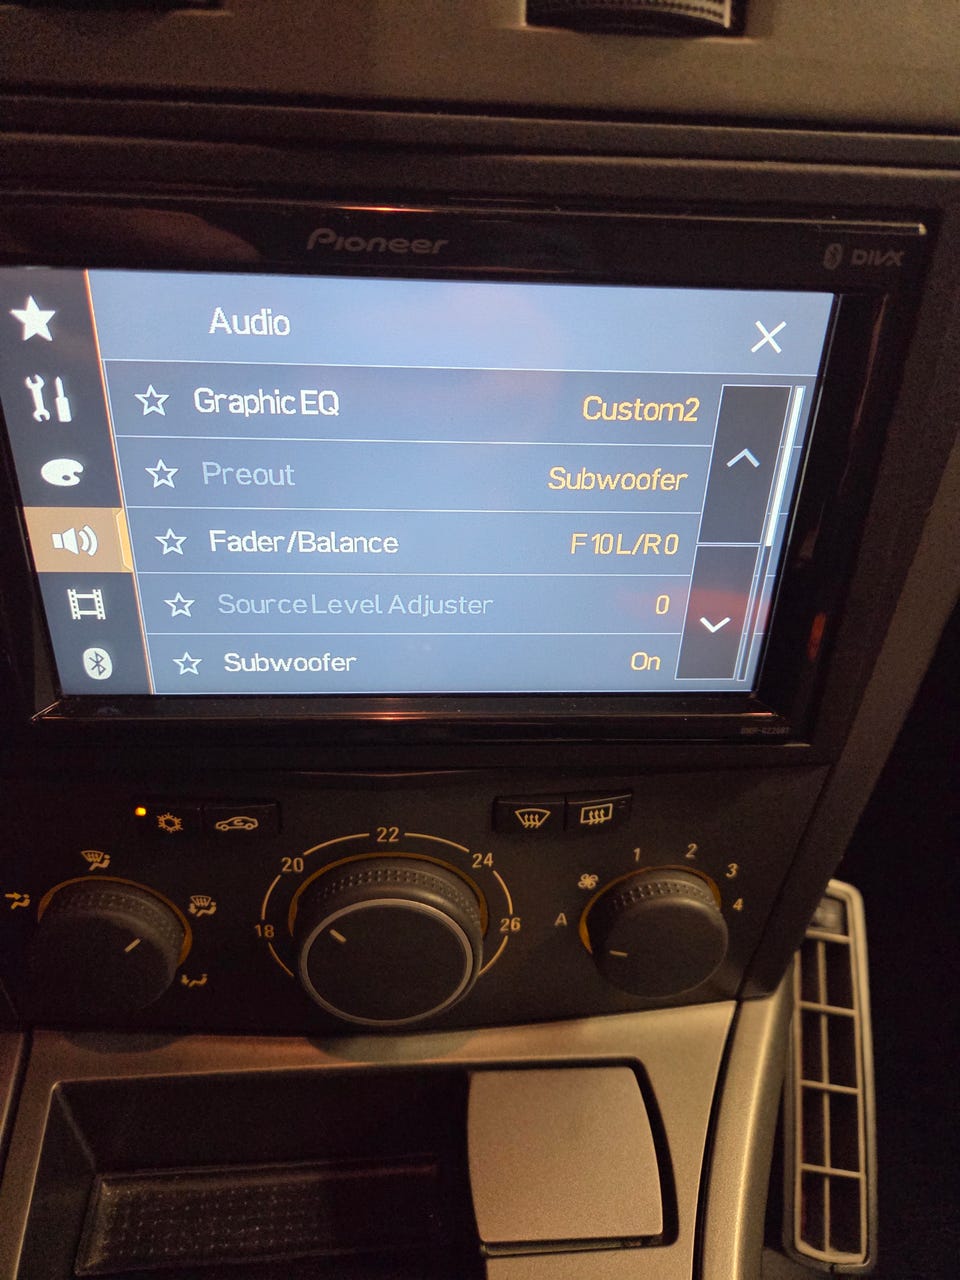 Pioneer
DIVX
Audio
Graphic EQ Custom2
Preout Subwoofer
Fader/Balance F10 L/R0
Source Level Adjuster 0
Subwoofer On
22
20 24
18 26
1 2 3 4
A